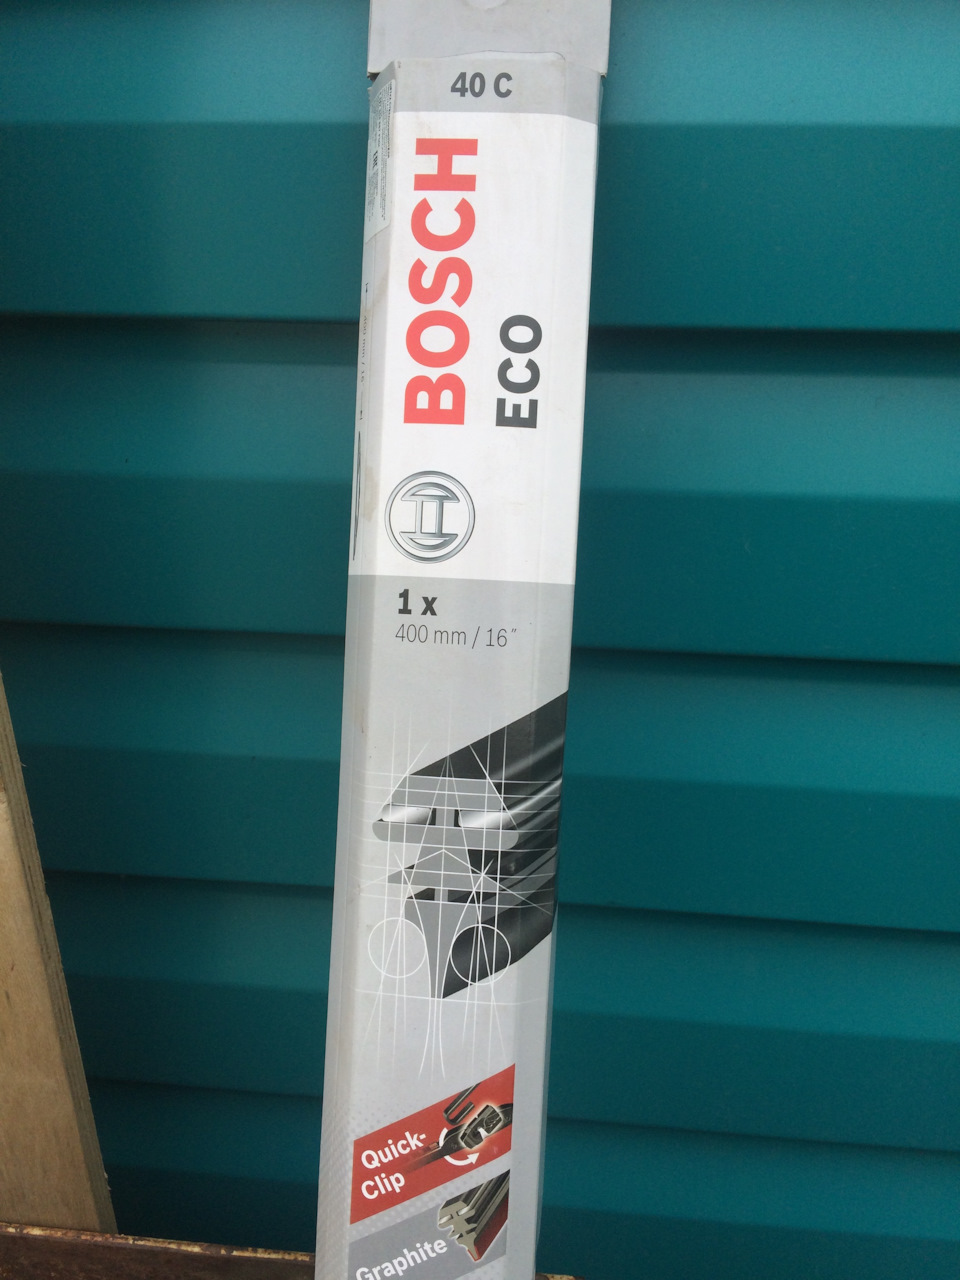 40 C
BOSCH
ECO
1 x
400 mm / 16"
Quick-
Clip
Graphite